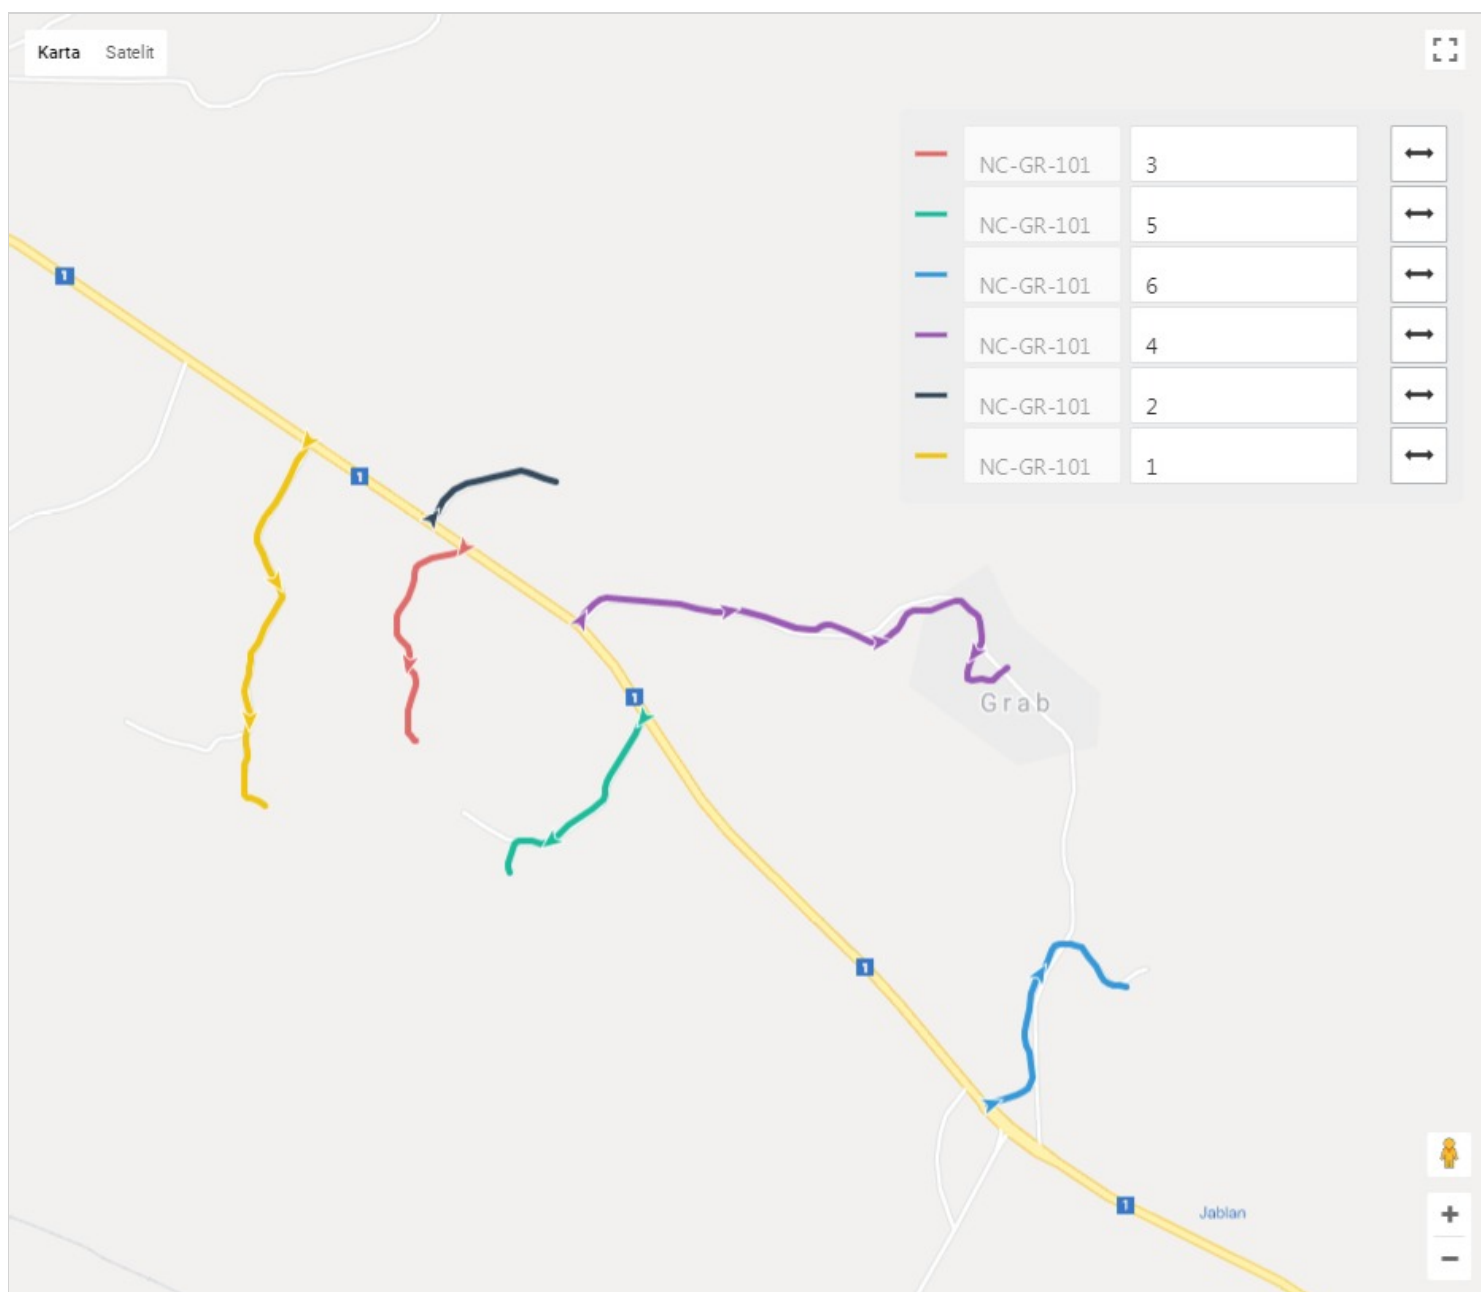 Karta Satelit
NC-GR-101 3
NC-GR-101 5
NC-GR-101 6
NC-GR-101 4
NC-GR-101 2
NC-GR-101 1
1
1
1
Grab
1
1
Jablan